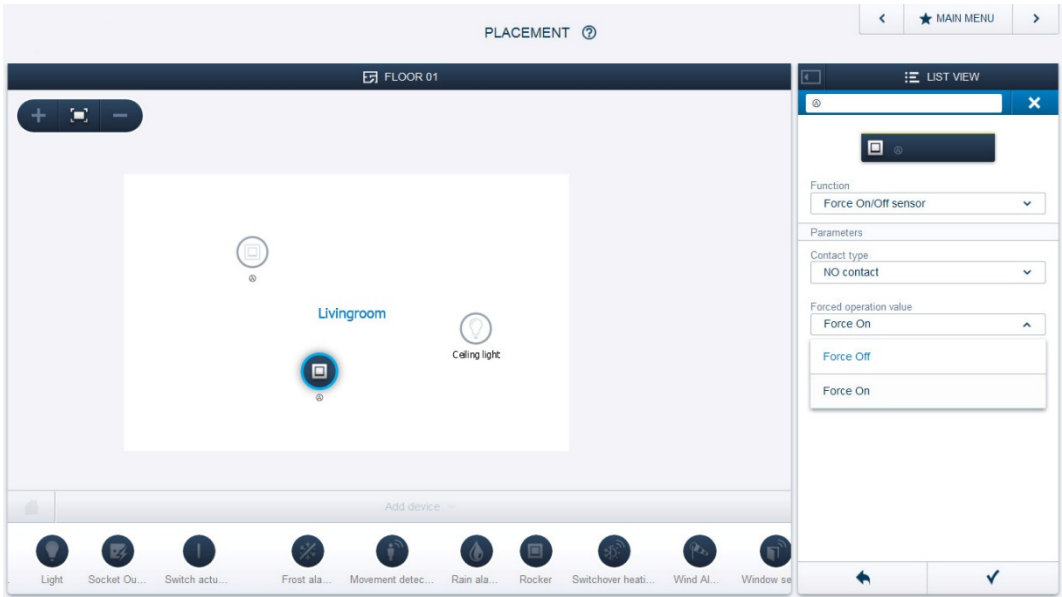 PLACEMENT
MAIN MENU
FLOOR 01
LIST VIEW
Function
Force On/Off sensor
Parameters
Contact type
NO contact
Forced operation value
Force On
Force Off
Force On
Livingroom
Ceiling light
Add device
Light
Socket Ou...
Switch actu...
Frost ala...
Movement detec...
Rain ala...
Rocker
Switchover heati...
Wind Al...
Window se